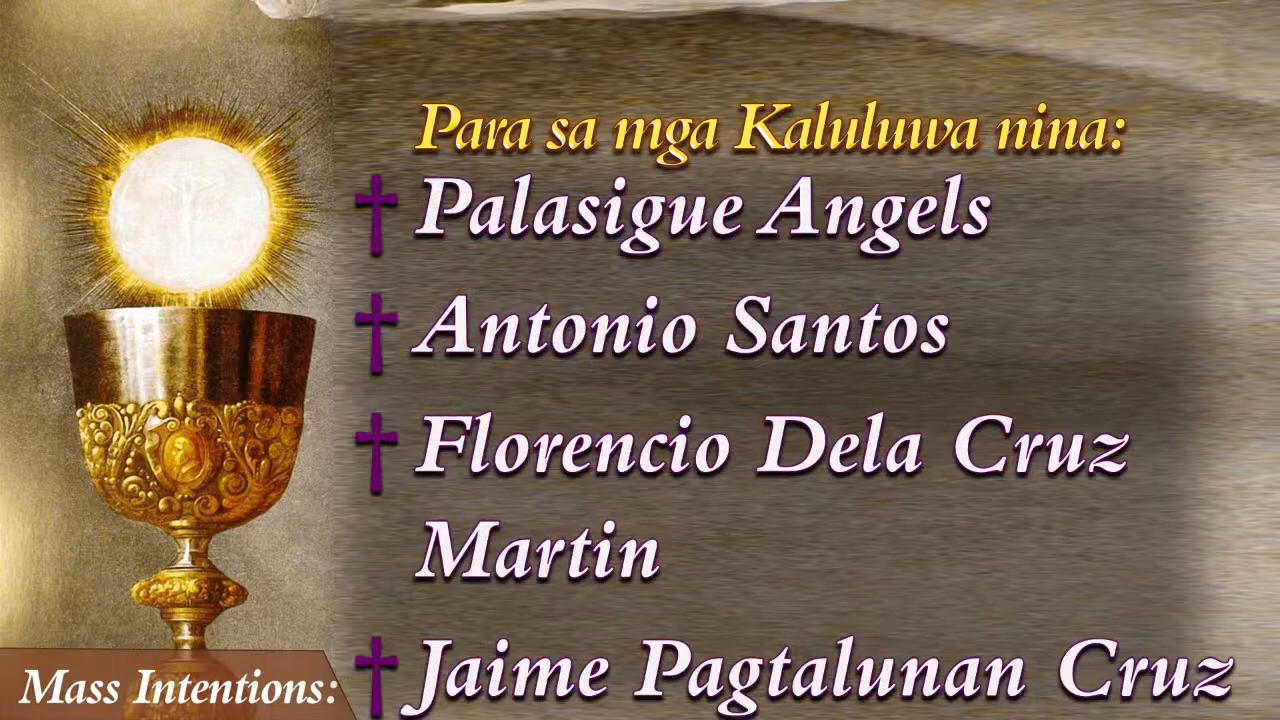 Para sa mga Kaluluwa nina:
† Palasigue Angels
† Antonio Santos
† Florencio Dela Cruz
Martin
† Jaime Pagtalunan Cruz
Mass Intentions: